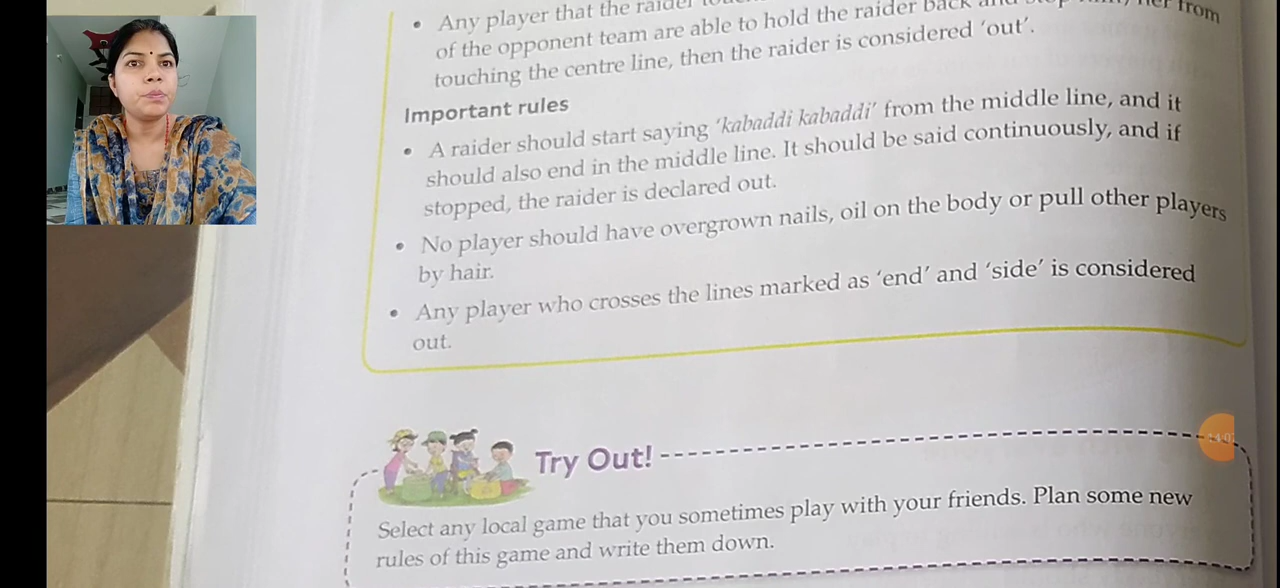 • Any player that the raider
of the opponent team are able to hold the raider back and from
touching the centre line, then the raider is considered 'out'.
Important rules
• A raider should start saying 'kabaddi kabaddi' from the middle line, and it
should also end in the middle line. It should be said continuously, and if
stopped, the raider is declared out.
• No player should have overgrown nails, oil on the body or pull other players
by hair.
• Any player who crosses the lines marked as 'end' and 'side' is considered
out.
Try Out!
Select any local game that you sometimes play with your friends. Plan some new
rules of this game and write them down.